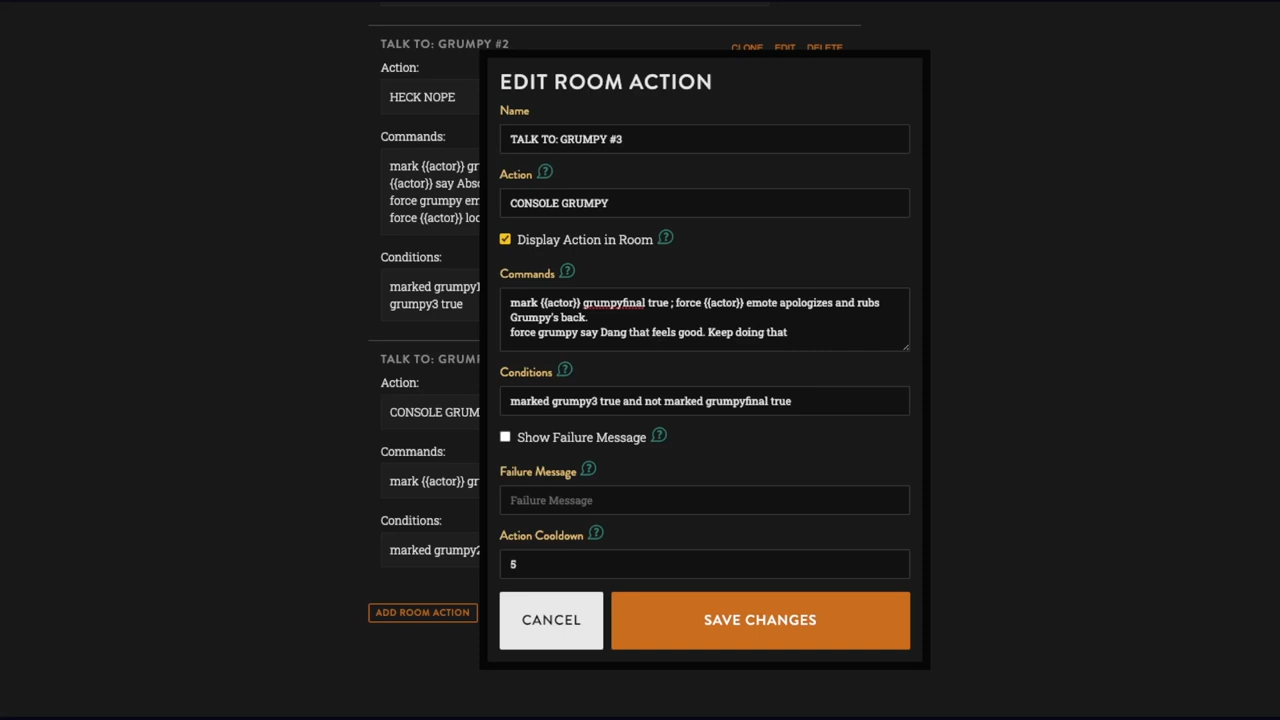 TALK TO: GRUMPY #2
CLONE EDIT DELETE
Action:
HECK NOPE
Commands:
mark {{actor}} gr
{{actor}} say Abso
force grumpy em
force {{actor}} loo
Conditions:
marked grumpy1
grumpy3 true
TALK TO: GRUMP
Action:
CONSOLE GRUM
Commands:
mark {{actor}} gr
Conditions:
marked grumpy2
ADD ROOM ACTION
EDIT ROOM ACTION
Name
TALK TO: GRUMPY #3
Action
CONSOLE GRUMPY
Display Action in Room
Commands
mark {{actor}} grumpyfinal true ; force {{actor}} emote apologizes and rubs
Grumpy's back.
force grumpy say Dang that feels good. Keep doing that
Conditions
marked grumpy3 true and not marked grumpyfinal true
Show Failure Message
Failure Message
Failure Message
Action Cooldown
5
CANCEL
SAVE CHANGES